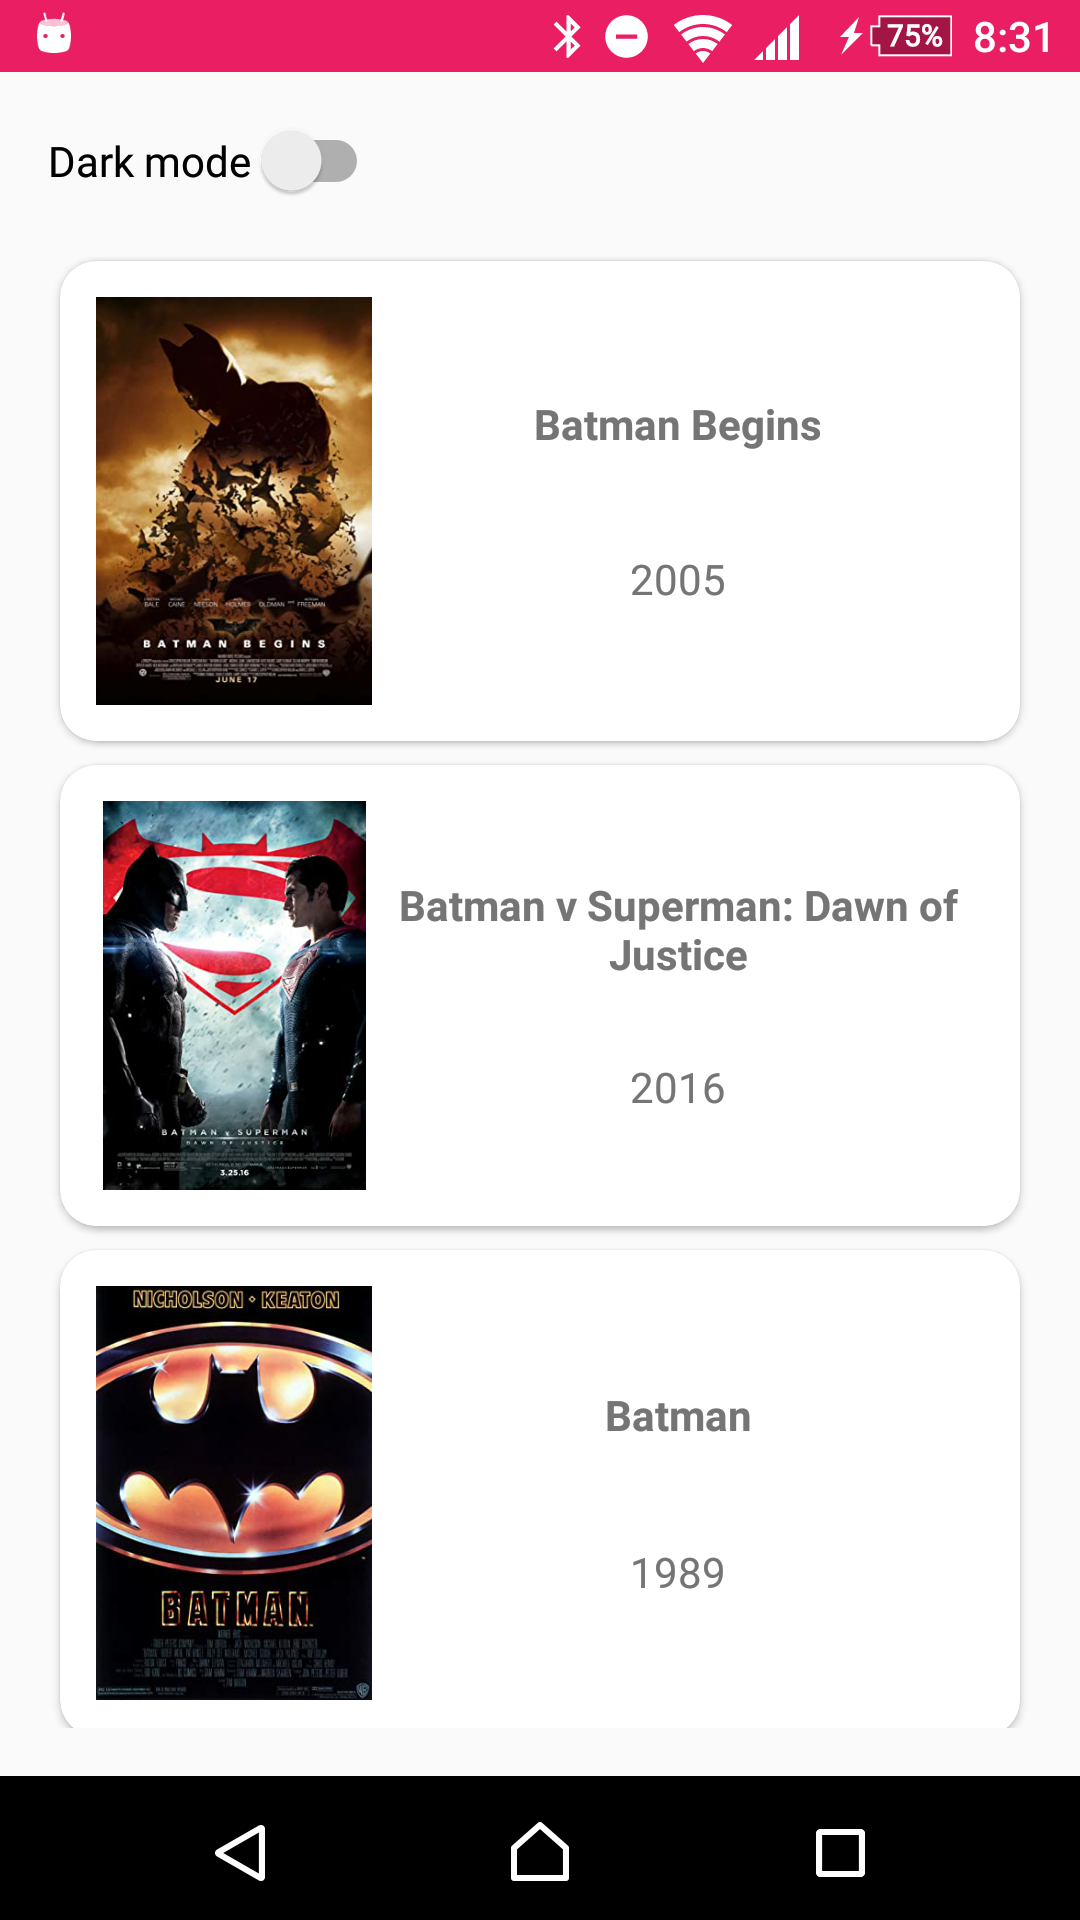 75% 8:31
Dark mode
BALE CAINE NEESON HOLMES OLDMAN FREEMAN
BATMAN BEGINS
JUNE 17
Batman Begins
2005
BATMAN v SUPERMAN
DAWN OF JUSTICE
3.25.16
Batman v Superman: Dawn of
Justice
2016
NICHOLSON · KEATON
BATMAN
Batman
1989